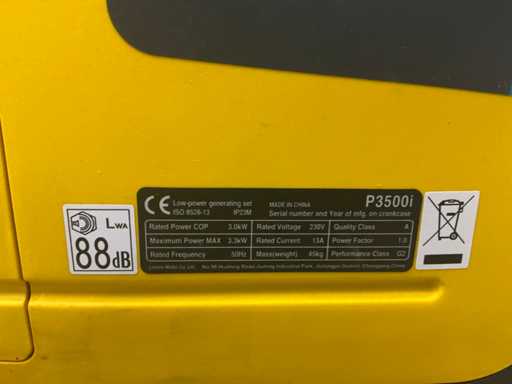 CE Low-power generating set MADE IN CHINA P3500i
ISO 8528-13 IP23M Serial number and Year of mfg. on crankcase
Rated Power COP 3.0kW Rated Voltage 230V Quality Class A
Maximum Power MAX 3.3kW Rated Current 13A Power Factor 1.0
Rated Frequency 50Hz Mass(weight) 45kg Performance Class G2
LWA
88dB